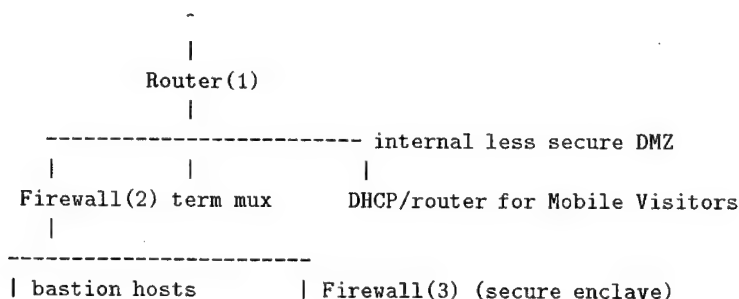 Router(1)
internal less secure DMZ
Firewall(2) term mux DHCP/router for Mobile Visitors
bastion hosts Firewall(3) (secure enclave)